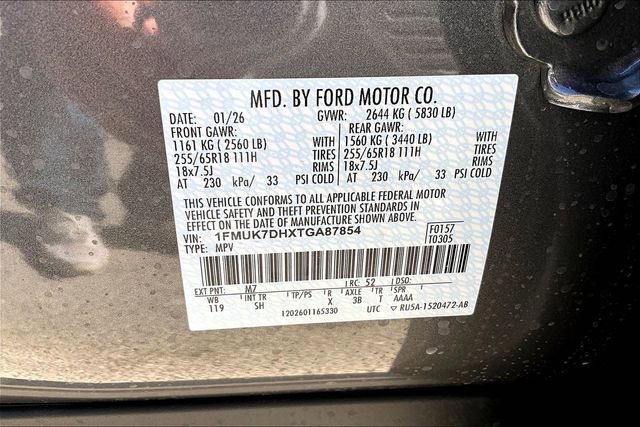 MFD. BY FORD MOTOR CO.
DATE: 01/26 GVWR: 2644 KG ( 5830 LB)
FRONT GAWR: REAR GAWR:
1161 KG ( 2560 LB) WITH 1560 KG ( 3440 LB) WITH
255/65R18 111H TIRES 255/65R18 111H TIRES
18x7.5J RIMS 18x7.5J RIMS
AT 230 kPa/ 33 PSI COLD AT 230 kPa/ 33 PSI COLD
THIS VEHICLE CONFORMS TO ALL APPLICABLE FEDERAL MOTOR
VEHICLE SAFETY AND THEFT PREVENTION STANDARDS IN
EFFECT ON THE DATE OF MANUFACTURE SHOWN ABOVE.
VIN: 1FMUK7DHXTGA87854 F0157
TYPE: MPV T0305
EXT PNT: M7 RC: 52 DSO:
WB INT TR TP/PS R AXLE TR SPR
119 SH X 3B T AAAA
1202601165330 UTC RU5A-1520472-AB